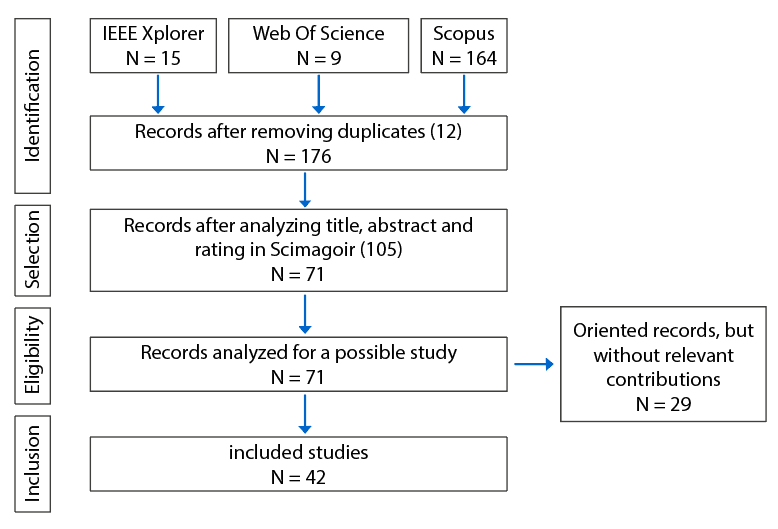 Identification
IEEE Xplorer
N = 15
Web Of Science
N = 9
Scopus
N = 164
Records after removing duplicates (12)
N = 176
Selection
Records after analyzing title, abstract and
rating in Scimagoir (105)
N = 71
Eligibility
Records analyzed for a possible study
N = 71
Oriented records, but
without relevant
contributions
N = 29
Inclusion
included studies
N = 42